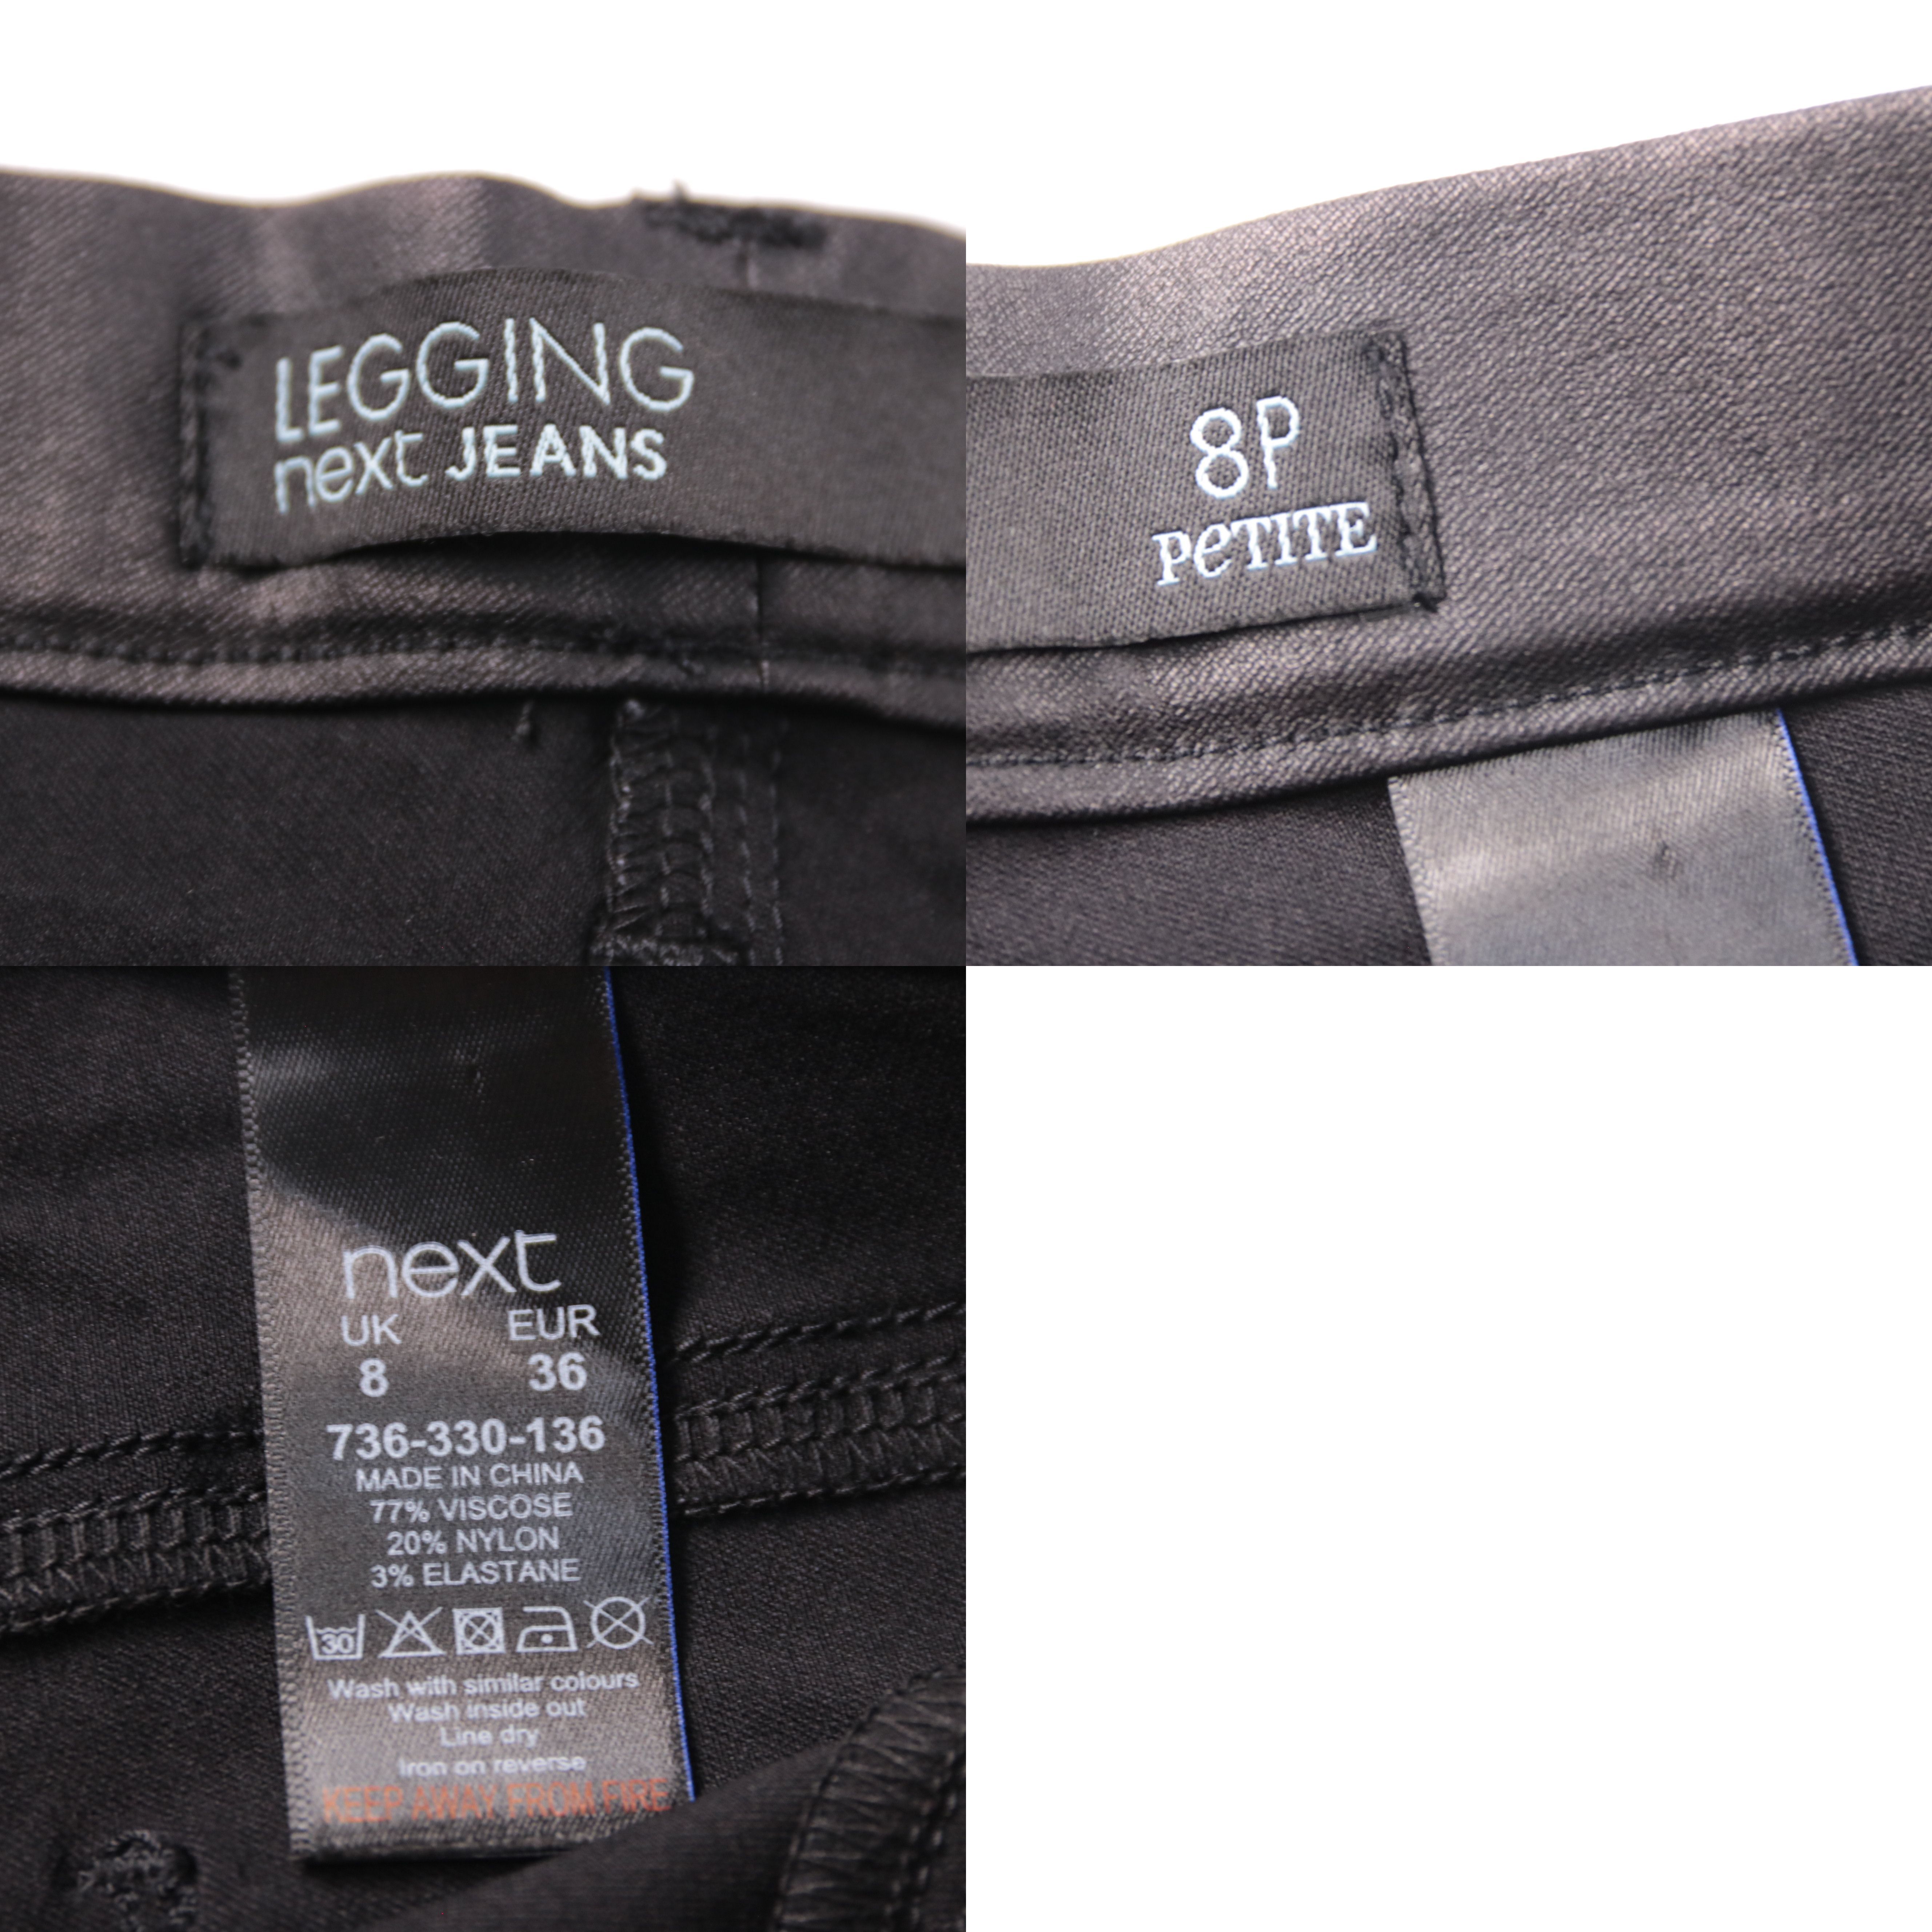 LEGGING
next JEANS
8P
PeTITE
next
UK EUR
8 36
736-330-136
MADE IN CHINA
77% VISCOSE
20% NYLON
3% ELASTANE
30
Wash with similar colours
Wash inside out
Line dry
Iron on reverse
KEEP AWAY FROM FIRE